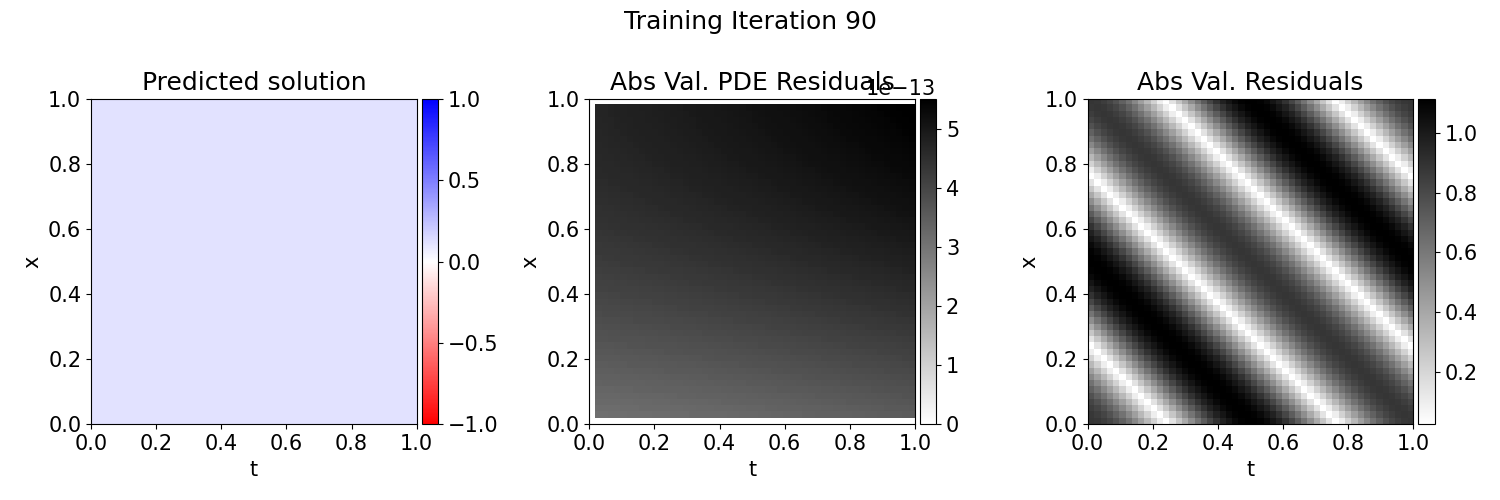 Training Iteration 90
Predicted solution
1.0
0.8
0.6
0.4
0.2
0.0
x
0.0 0.2 0.4 0.6 0.8 1.0
t
1.0
0.5
0.0
−0.5
−1.0
Abs Val. PDE Residuals
1e−13
1.0
0.8
0.6
0.4
0.2
0.0
x
0.0 0.2 0.4 0.6 0.8 1.0
t
5
4
3
2
1
0
Abs Val. Residuals
1.0
0.8
0.6
0.4
0.2
0.0
x
0.0 0.2 0.4 0.6 0.8 1.0
t
1.0
0.8
0.6
0.4
0.2